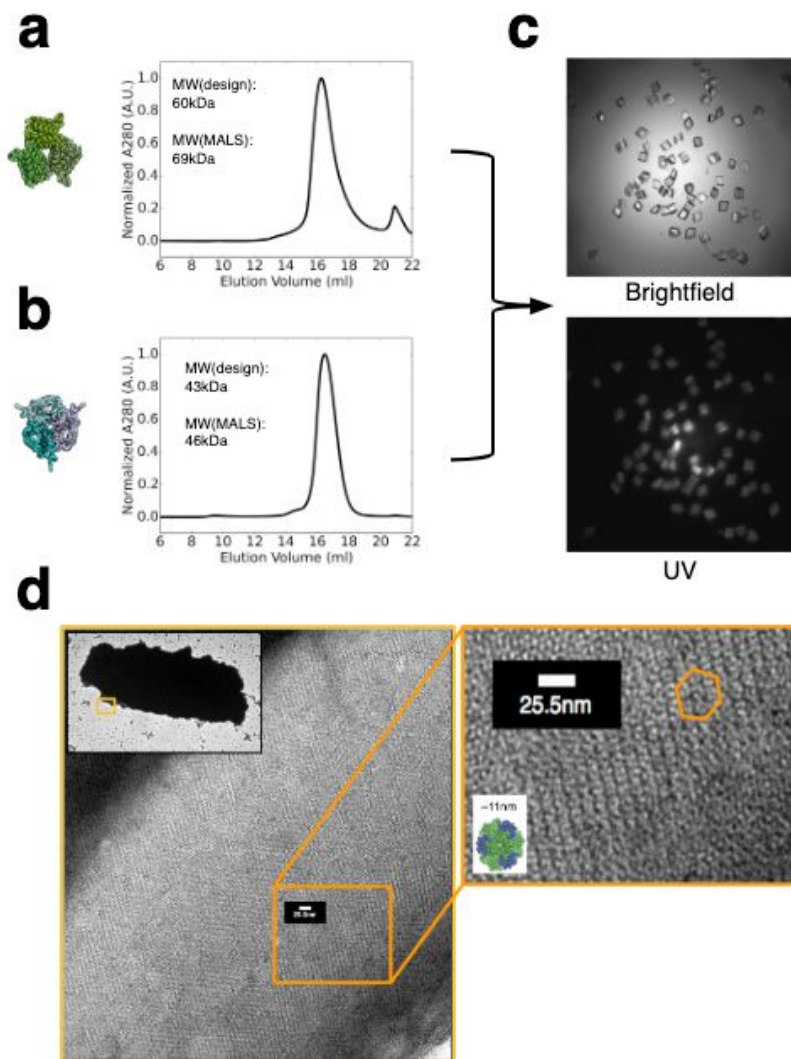 a
Normalized A280 (A.U.)
1.0
0.8
0.6
0.4
0.2
0.0
MW(design):
60kDa
MW(MALS):
69kDa
6 8 10 12 14 16 18 20 22
Elution Volume (ml)
b
Normalized A280 (A.U.)
1.0
0.8
0.6
0.4
0.2
0.0
MW(design):
43kDa
MW(MALS):
46kDa
6 8 10 12 14 16 18 20 22
Elution Volume (ml)
c
Brightfield
UV
d
25.5nm
25.5nm
~11nm